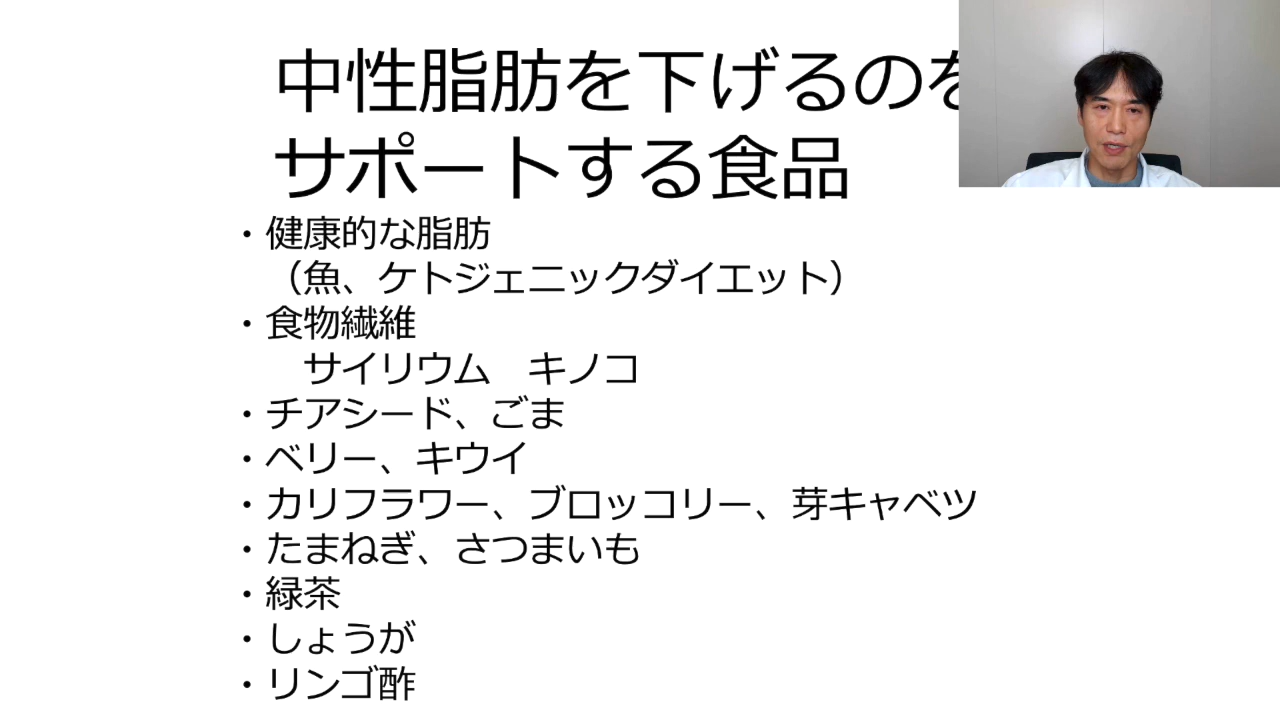 中性脂肪を下げるのを
サポートする食品
・健康的な脂肪
（魚、ケトジェニックダイエット）
・食物繊維
サイリウム　キノコ
・チアシード、ごま
・ベリー、キウイ
・カリフラワー、ブロッコリー、芽キャベツ
・たまねぎ、さつまいも
・緑茶
・しょうが
・リンゴ酢